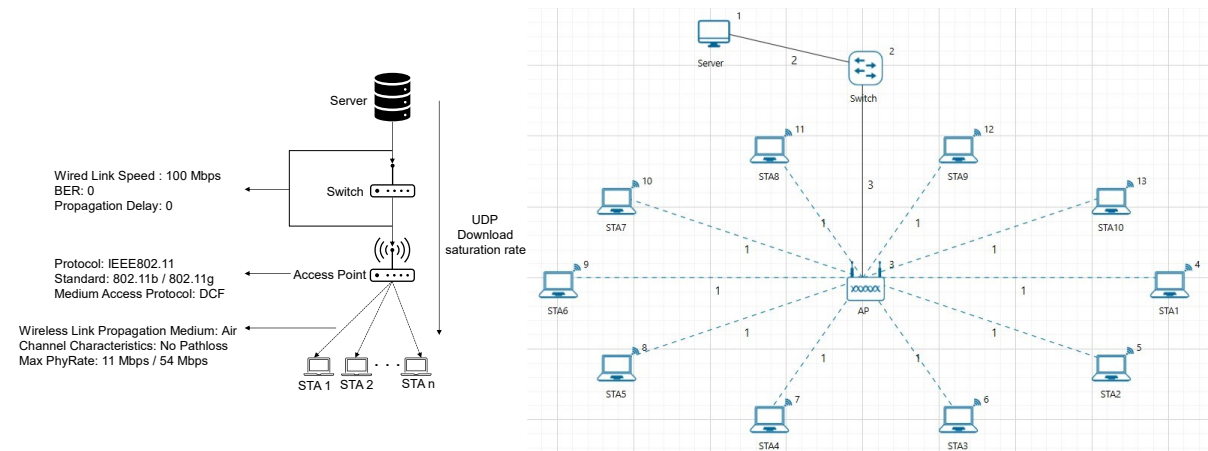 Server
Wired Link Speed : 100 Mbps
BER: 0
Propagation Delay: 0
Switch
UDP
Download
saturation rate
Protocol: IEEE802.11
Standard: 802.11b / 802.11g
Medium Access Protocol: DCF
Access Point
Wireless Link Propagation Medium: Air
Channel Characteristics: No Pathloss
Max PhyRate: 11 Mbps / 54 Mbps
STA 1 STA 2 STA n
1
Server
2
2
Switch
11
STA8
12
STA9
10
STA7
3
13
STA10
1
1
1
1
9
STA6
3
AP
4
STA1
1
1
8
STA5
1
1
5
STA2
1
1
7
STA4
6
STA3